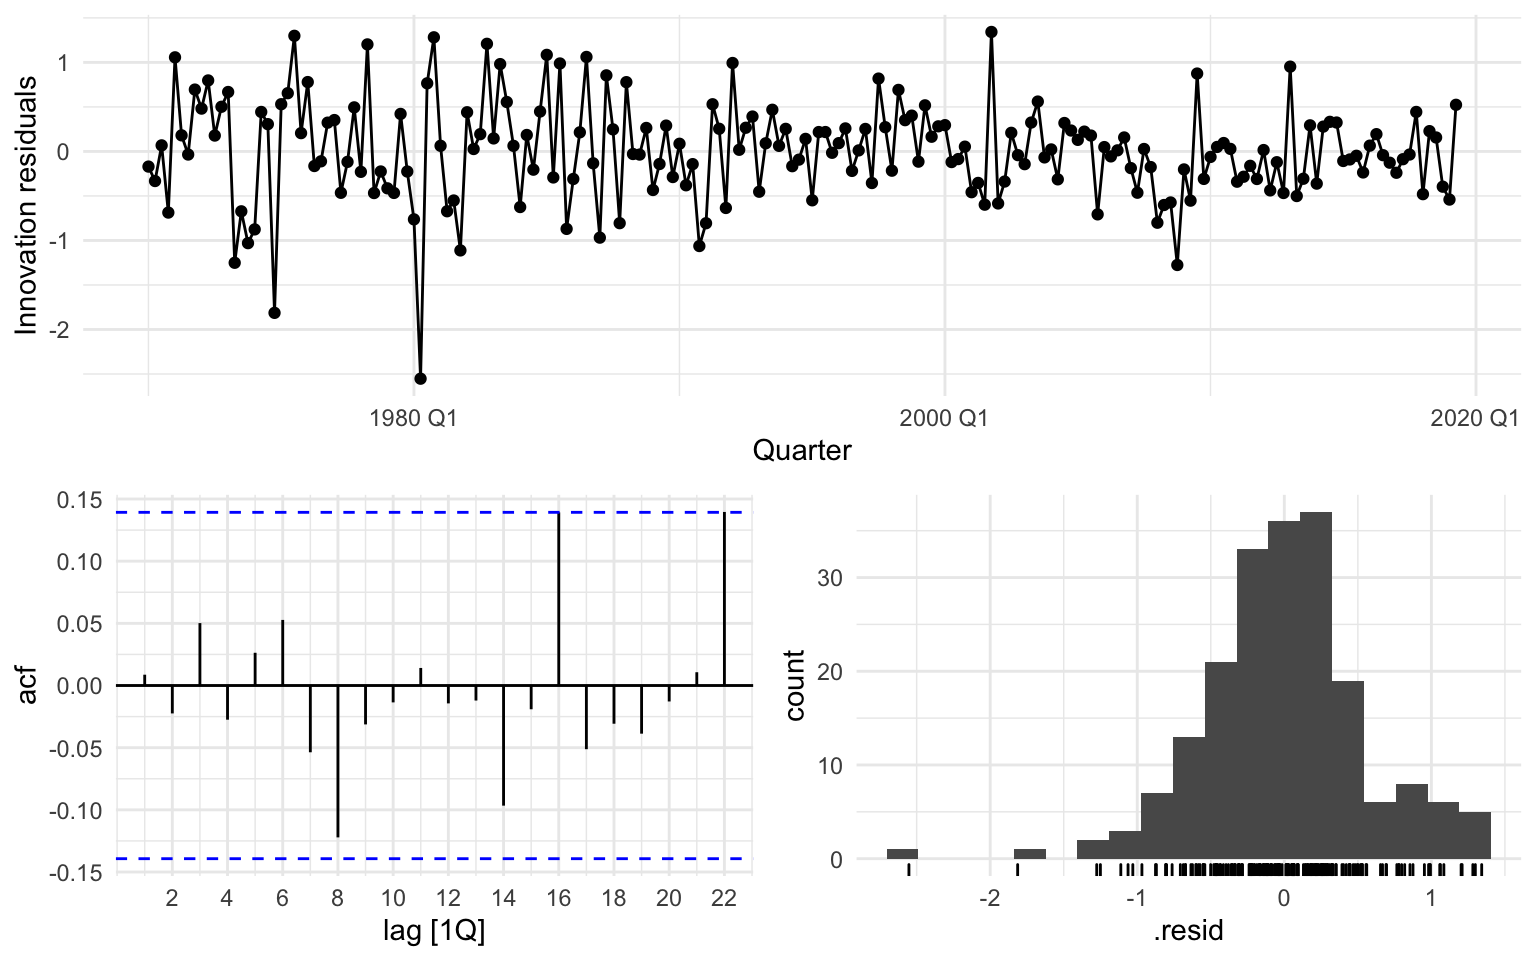 Innovation residuals
1
0
-1
-2
1980 Q1 2000 Q1 2020 Q1
Quarter
acf
0.15
0.10
0.05
0.00
-0.05
-0.10
-0.15
2 4 6 8 10 12 14 16 18 20 22
lag [1Q]
count
30
20
10
0
-2 -1 0 1
.resid